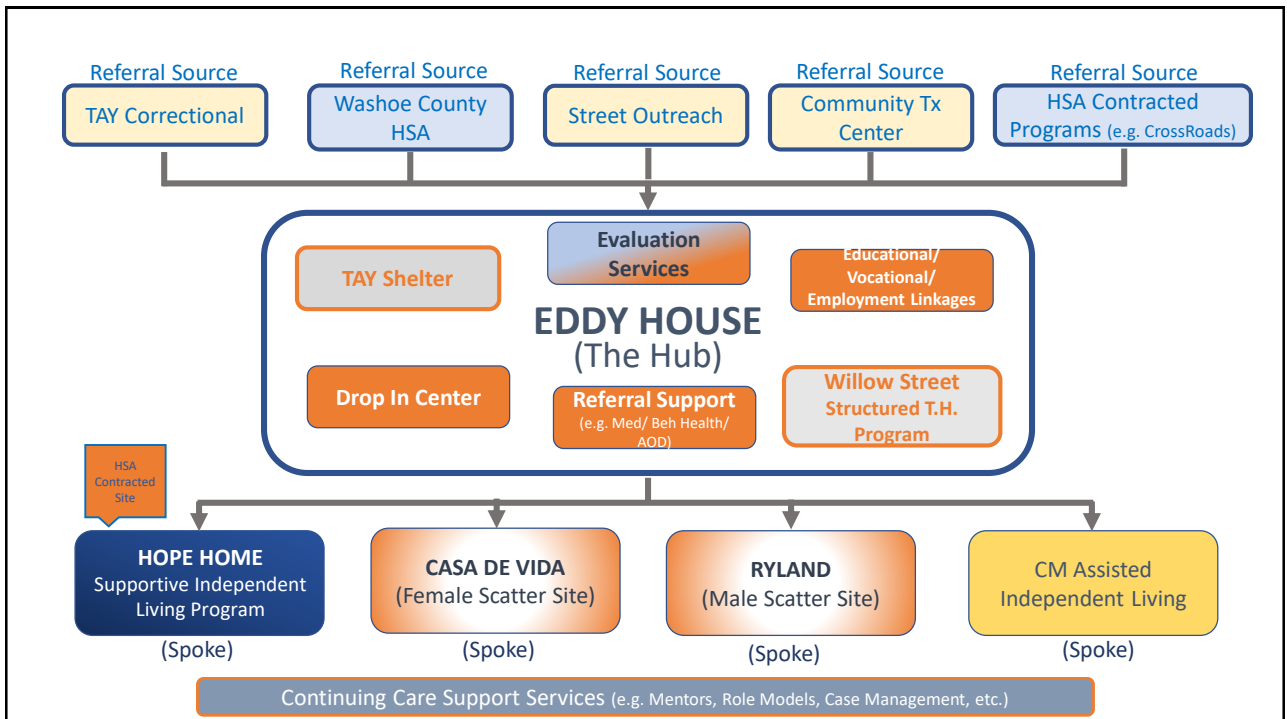 Referral Source
TAY Correctional
Referral Source
Washoe County
HSA
Referral Source
Street Outreach
Referral Source
Community Tx
Center
Referral Source
HSA Contracted
Programs (e.g. CrossRoads)
Evaluation
Services
TAY Shelter
Educational/
Vocational/
Employment Linkages
EDDY HOUSE
(The Hub)
Drop In Center
Referral Support
(e.g. Med/ Beh Health/
AOD)
Willow Street
Structured T.H.
Program
HSA
Contracted
Site
HOPE HOME
Supportive Independent
Living Program
(Spoke)
CASA DE VIDA
(Female Scatter Site)
(Spoke)
RYLAND
(Male Scatter Site)
(Spoke)
CM Assisted
Independent Living
(Spoke)
Continuing Care Support Services (e.g. Mentors, Role Models, Case Management, etc.)